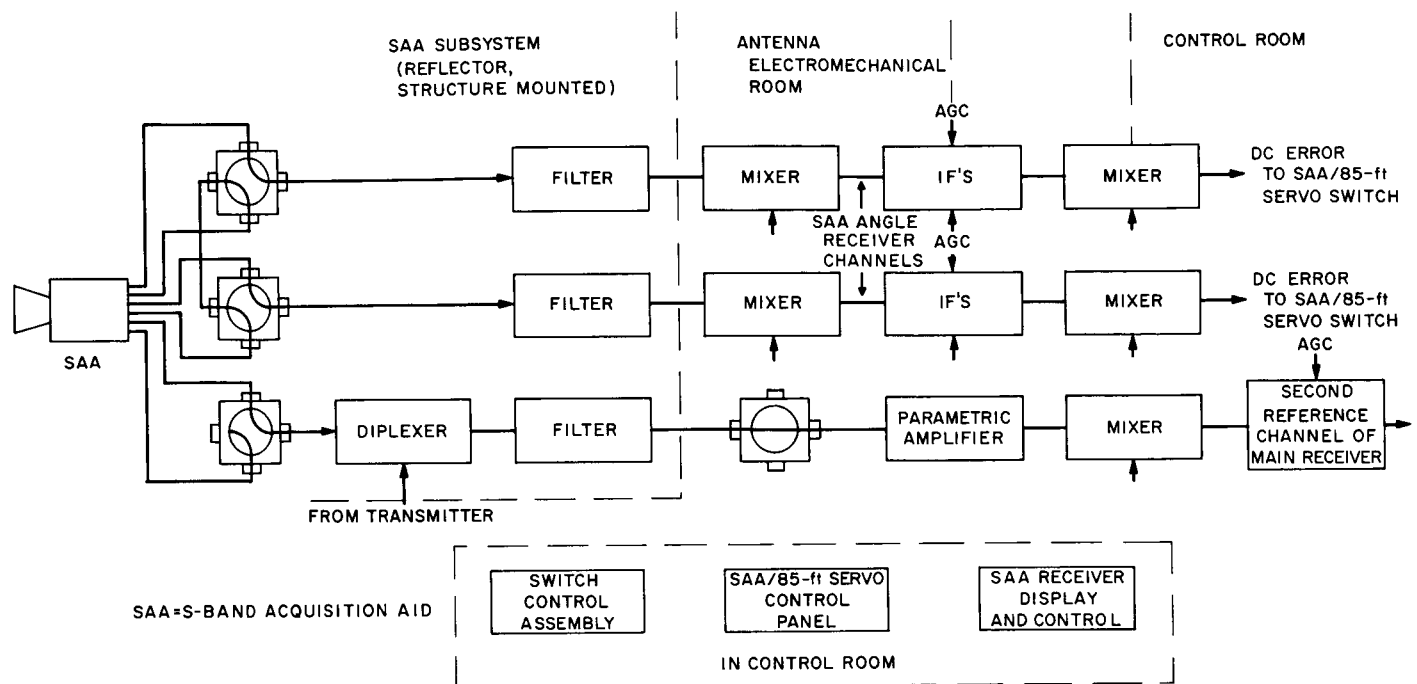 SAA SUBSYSTEM
(REFLECTOR,
STRUCTURE MOUNTED)
ANTENNA
ELECTROMECHANICAL
ROOM
CONTROL ROOM
AGC
FILTER
MIXER
IF'S
MIXER
DC ERROR
TO SAA/85-ft
SERVO SWITCH
SAA ANGLE
RECEIVER
CHANNELS
AGC
SAA
FILTER
MIXER
IF'S
MIXER
DC ERROR
TO SAA/85-ft
SERVO SWITCH
AGC
DIPLEXER
FILTER
PARAMETRIC
AMPLIFIER
MIXER
SECOND
REFERENCE
CHANNEL OF
MAIN RECEIVER
FROM TRANSMITTER
SAA=S-BAND ACQUISITION AID
SWITCH
CONTROL
ASSEMBLY
SAA/85-ft SERVO
CONTROL
PANEL
SAA RECEIVER
DISPLAY
AND CONTROL
IN CONTROL ROOM